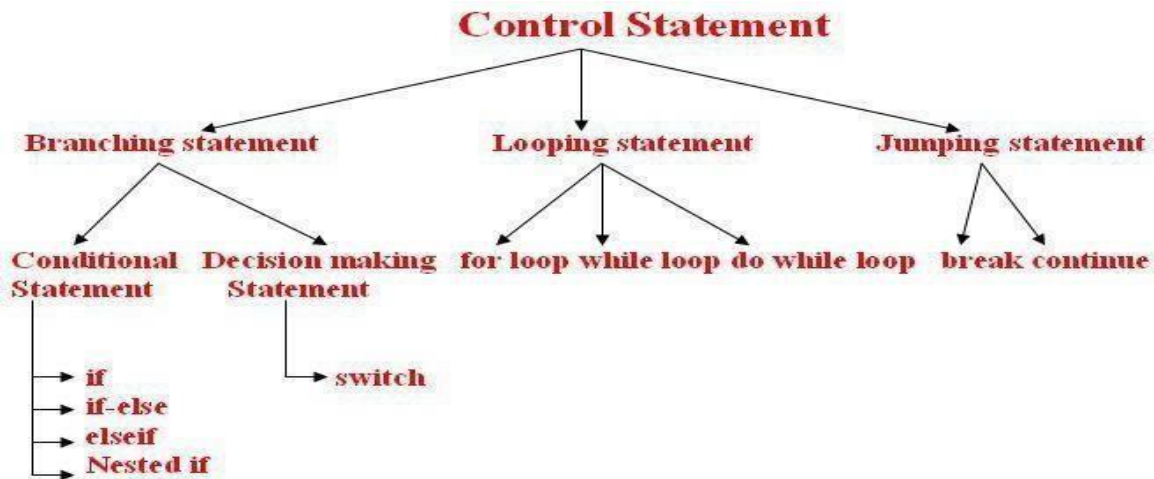 Control Statement
Branching statement
Looping statement
Jumping statement
Conditional
Statement
Decision making
Statement
for loop while loop do while loop
break continue
if
if-else
elseif
Nested if
switch